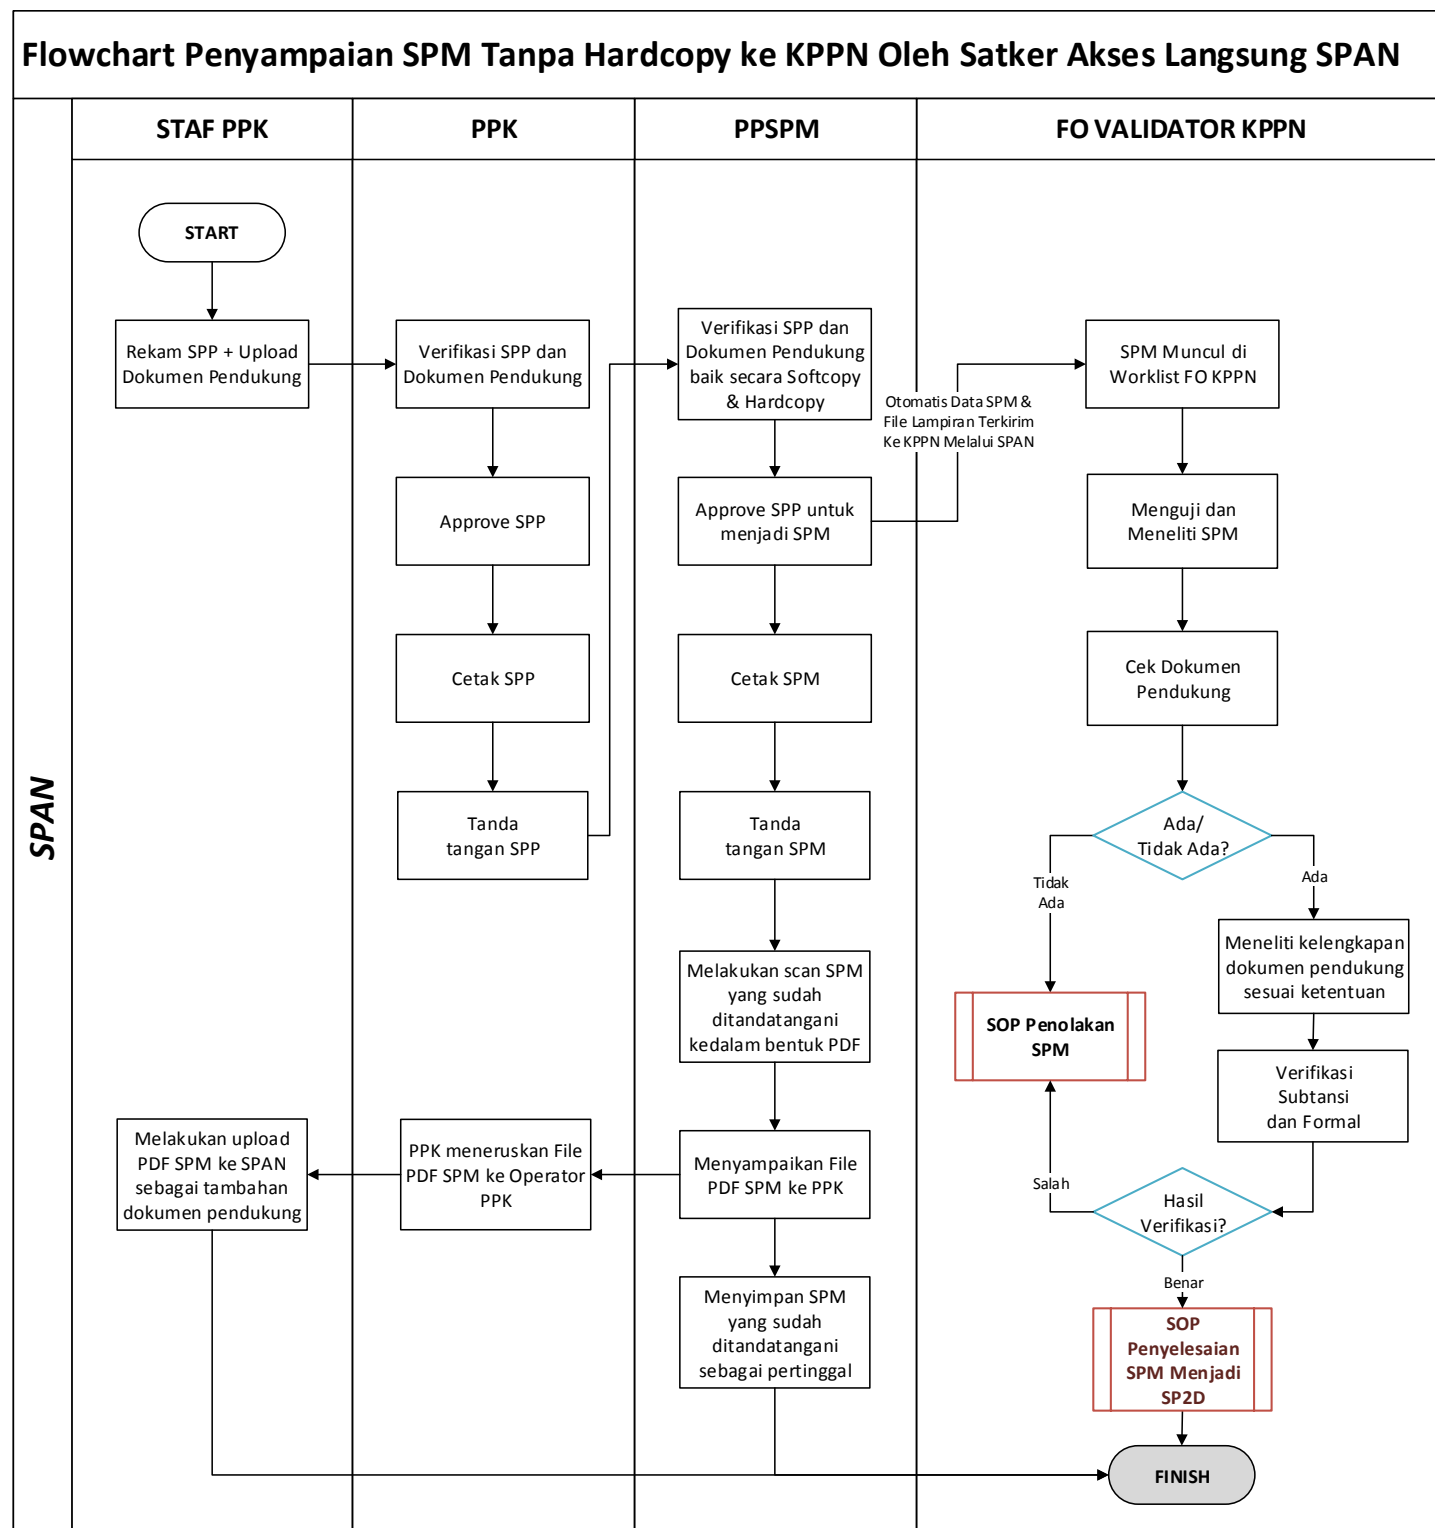 Flowchart Penyampaian SPM Tanpa Hardcopy ke KPPN Oleh Satker Akses Langsung SPAN
SPAN
STAF PPK
PPK
PPSPM
FO VALIDATOR KPPN
START
Rekam SPP + Upload
Dokumen Pendukung
Verifikasi SPP dan
Dokumen Pendukung
Approve SPP
Cetak SPP
Tanda
tangan SPP
Verifikasi SPP dan
Dokumen Pendukung
baik secara Softcopy
& Hardcopy
Approve SPP untuk
menjadi SPM
Otomatis Data SPM &
File Lampiran Terkirim
Ke KPPN Melalui SPAN
Cetak SPM
Tanda
tangan SPM
Melakukan scan SPM
yang sudah
ditandatangani
kedalam bentuk PDF
Menyampaikan File
PDF SPM ke PPK
PPK meneruskan File
PDF SPM ke Operator
PPK
Melakukan upload
PDF SPM ke SPAN
sebagai tambahan
dokumen pendukung
Menyimpan SPM
yang sudah
ditandatangani
sebagai pertinggal
SPM Muncul di
Worklist FO KPPN
Menguji dan
Meneliti SPM
Cek Dokumen
Pendukung
Ada/
Tidak Ada?
Tidak
Ada
Ada
Meneliti kelengkapan
dokumen pendukung
sesuai ketentuan
SOP Penolakan
SPM
Verifikasi
Subtansi
dan Formal
Salah
Hasil
Verifikasi?
Benar
SOP
Penyelesaian
SPM Menjadi
SP2D
FINISH